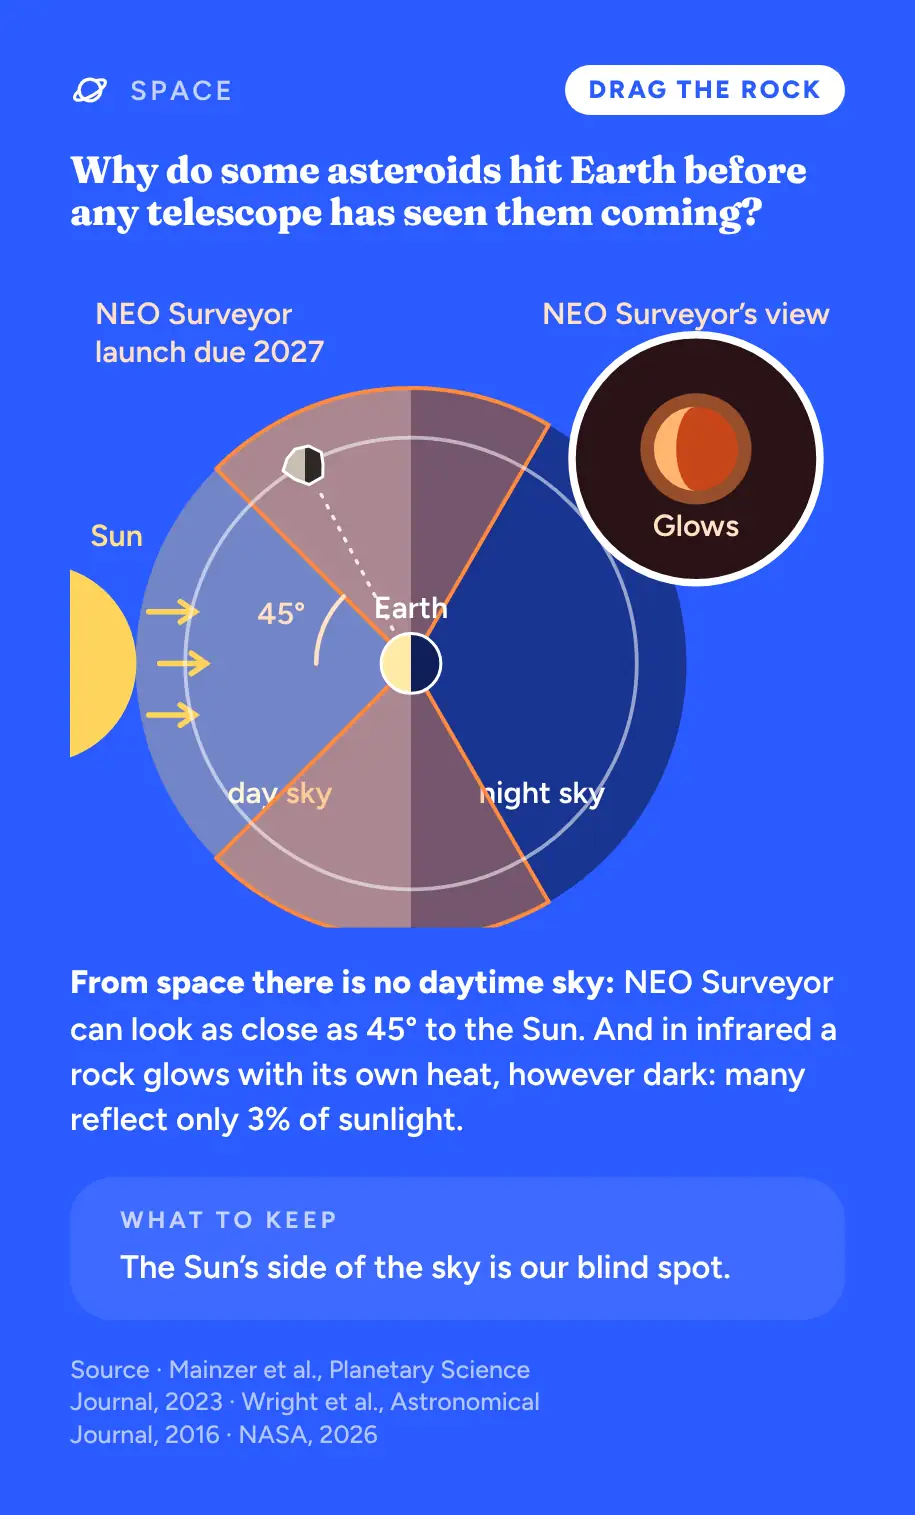 SPACE
DRAG THE ROCK
Why do some asteroids hit Earth before
any telescope has seen them coming?
NEO Surveyor
launch due 2027
NEO Surveyor’s view
Glows
Sun
45°
Earth
day sky
night sky
From space there is no daytime sky: NEO Surveyor
can look as close as 45° to the Sun. And in infrared a
rock glows with its own heat, however dark: many
reflect only 3% of sunlight.
WHAT TO KEEP
The Sun’s side of the sky is our blind spot.
Source · Mainzer et al., Planetary Science
Journal, 2023 · Wright et al., Astronomical
Journal, 2016 · NASA, 2026